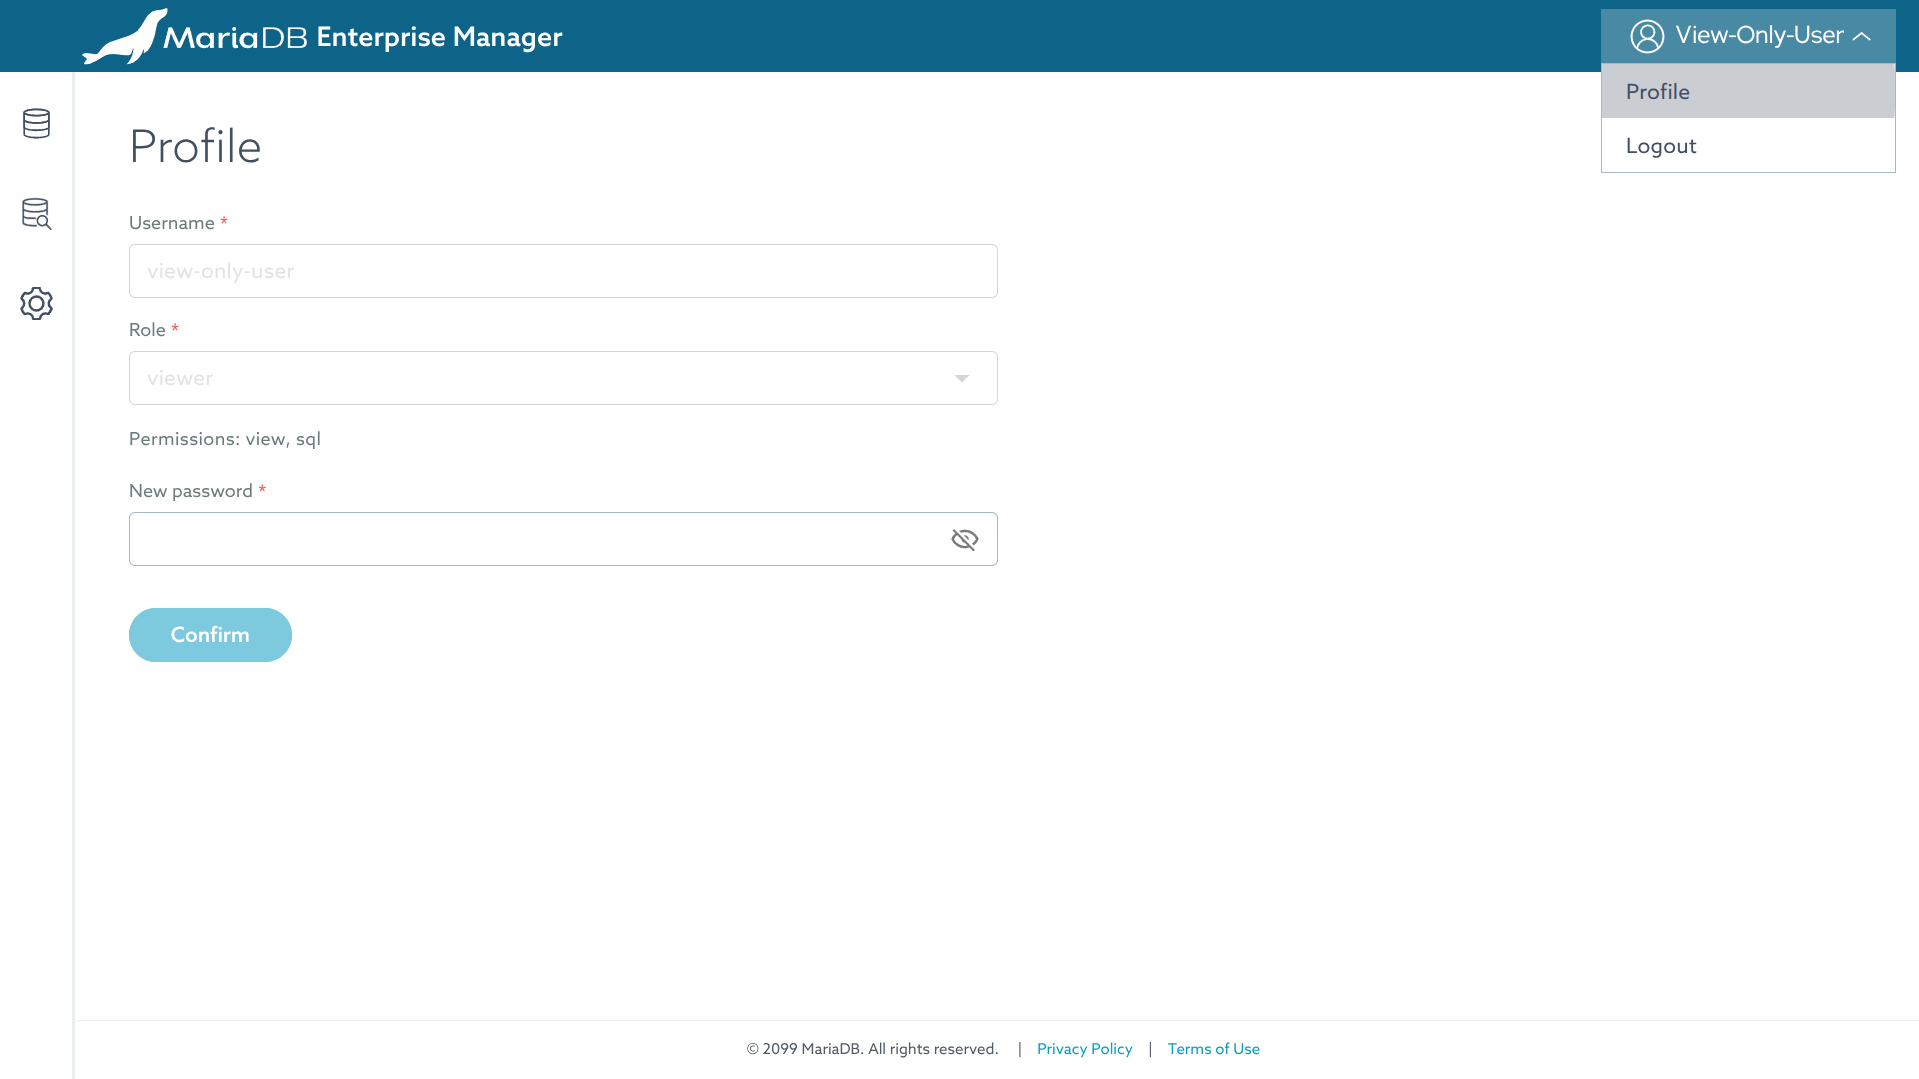 MariaDB Enterprise Manager
View-Only-User
Profile
Logout
Profile
Username *
view-only-user
Role *
viewer
Permissions: view, sql
New password *
Confirm
© 2099 MariaDB. All rights reserved. | Privacy Policy | Terms of Use